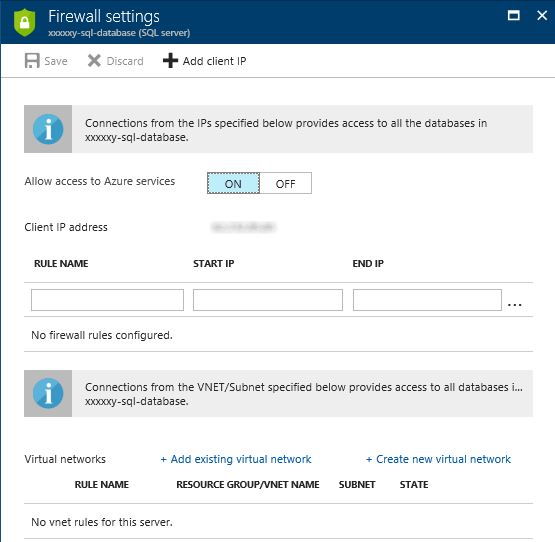 Firewall settings
xxxxxy-sql-database (SQL server)
Save Discard Add client IP
Connections from the IPs specified below provides access to all the databases in
xxxxxy-sql-database.
Allow access to Azure services ON OFF
Client IP address
RULE NAME START IP END IP
...
No firewall rules configured.
Connections from the VNET/Subnet specified below provides access to all databases i...
xxxxxy-sql-database.
Virtual networks + Add existing virtual network + Create new virtual network
RULE NAME RESOURCE GROUP/VNET NAME SUBNET STATE
No vnet rules for this server.